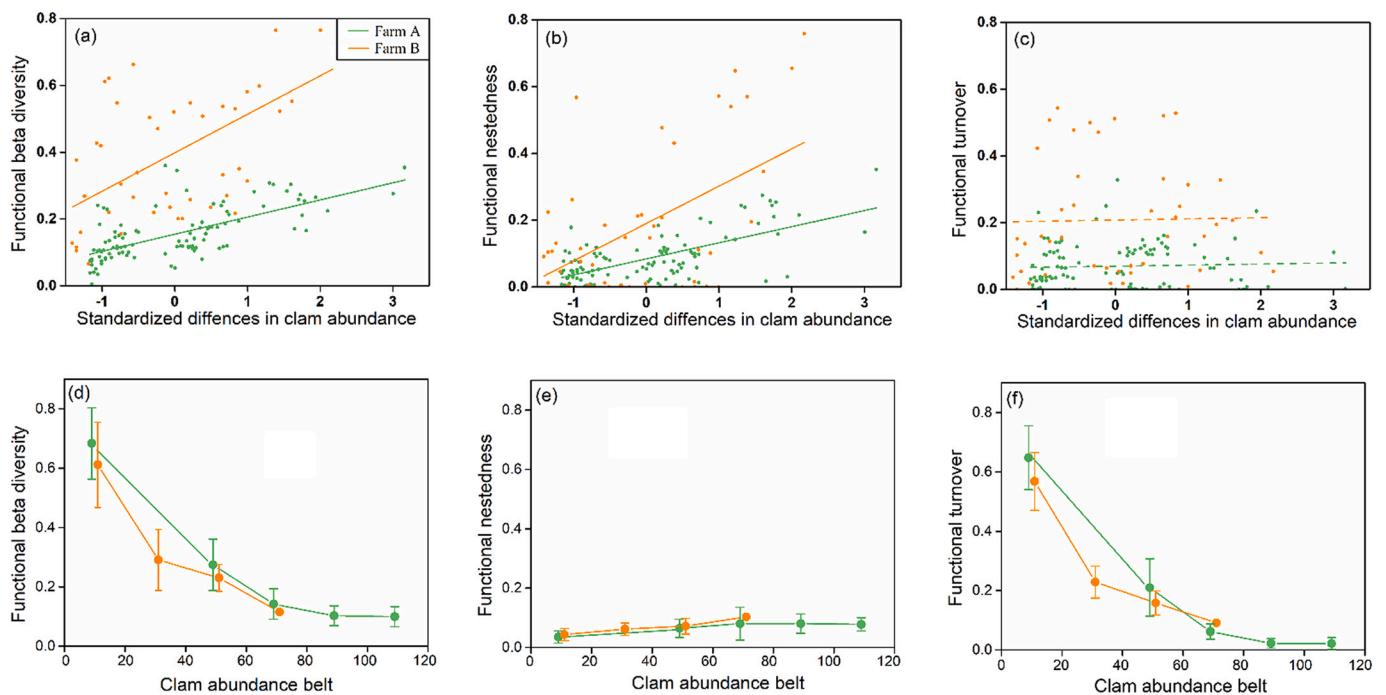 (a)
Farm A
Farm B
Functional beta diversity
0.8
0.6
0.4
0.2
0.0
-1 0 1 2 3
Standardized diffences in clam abundance
(b)
Functional nestedness
0.8
0.6
0.4
0.2
0.0
-1 0 1 2 3
Standardized diffences in clam abundance
(c)
Functional turnover
0.8
0.6
0.4
0.2
0.0
-1 0 1 2 3
Standardized diffences in clam abundance
(d)
Functional beta diversity
0.8
0.6
0.4
0.2
0.0
0 20 40 60 80 100 120
Clam abundance belt
(e)
Functional nestedness
0.8
0.6
0.4
0.2
0.0
0 20 40 60 80 100 120
Clam abundance belt
(f)
Functional turnover
0.8
0.6
0.4
0.2
0.0
0 20 40 60 80 100 120
Clam abundance belt